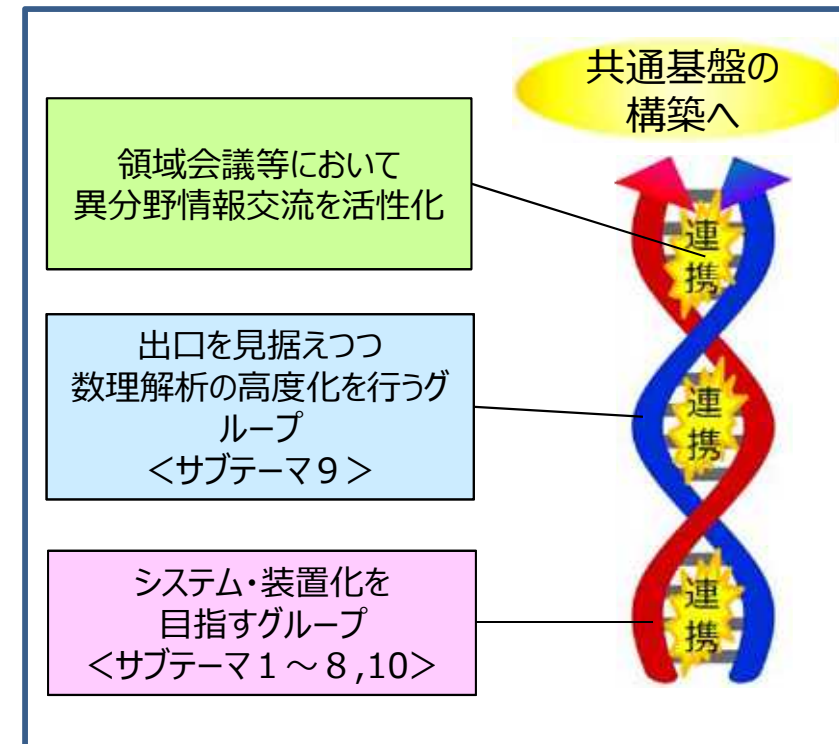 共通基盤の
構築へ
領域会議等において
異分野情報交流を活性化
連
携
出口を見据えつつ
数理解析の高度化を行うグ
ループ
＜サブテーマ９＞
連
携
システム・装置化を
目指すグループ
＜サブテーマ１～８,10＞
連
携